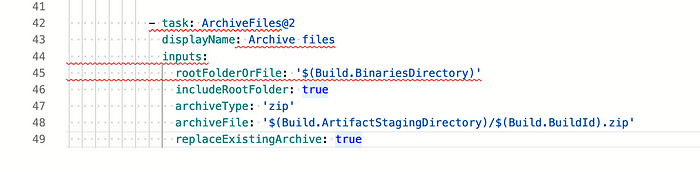 41
42 - task: ArchiveFiles@2
43 displayName: Archive files
44 inputs:
45 rootFolderOrFile: '$(Build.BinariesDirectory)'
46 includeRootFolder: true
47 archiveType: 'zip'
48 archiveFile: '$(Build.ArtifactStagingDirectory)/$(Build.BuildId).zip'
49 replaceExistingArchive: true